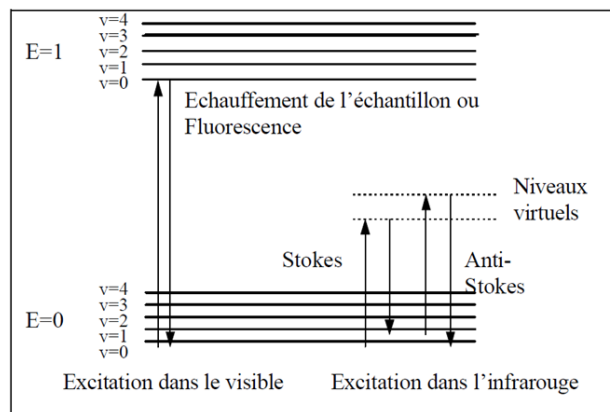 v=4
v=3
E=1
v=2
v=1
v=0
Echauffement de l'échantillon ou
Fluorescence
Niveaux
virtuels
Stokes
Anti-
Stokes
v=4
v=3
E=0
v=2
v=1
v=0
Excitation dans le visible
Excitation dans l'infrarouge